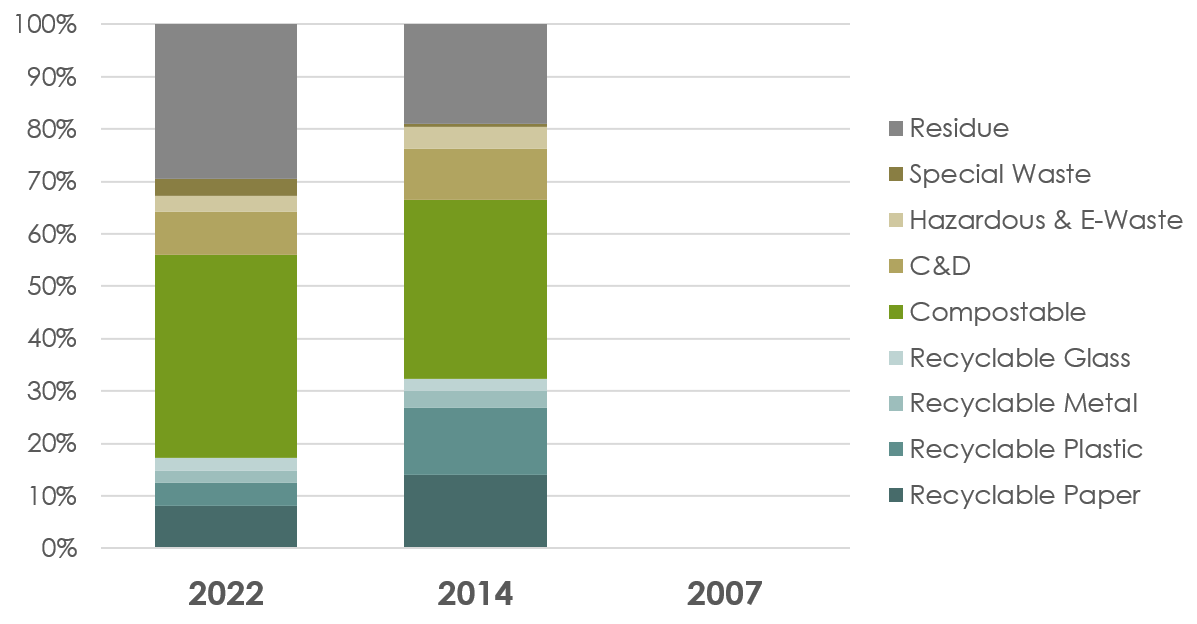 100%
90%
80%
70%
60%
50%
40%
30%
20%
10%
0%
2022 2014 2007
Residue
Special Waste
Hazardous & E-Waste
C&D
Compostable
Recyclable Glass
Recyclable Metal
Recyclable Plastic
Recyclable Paper